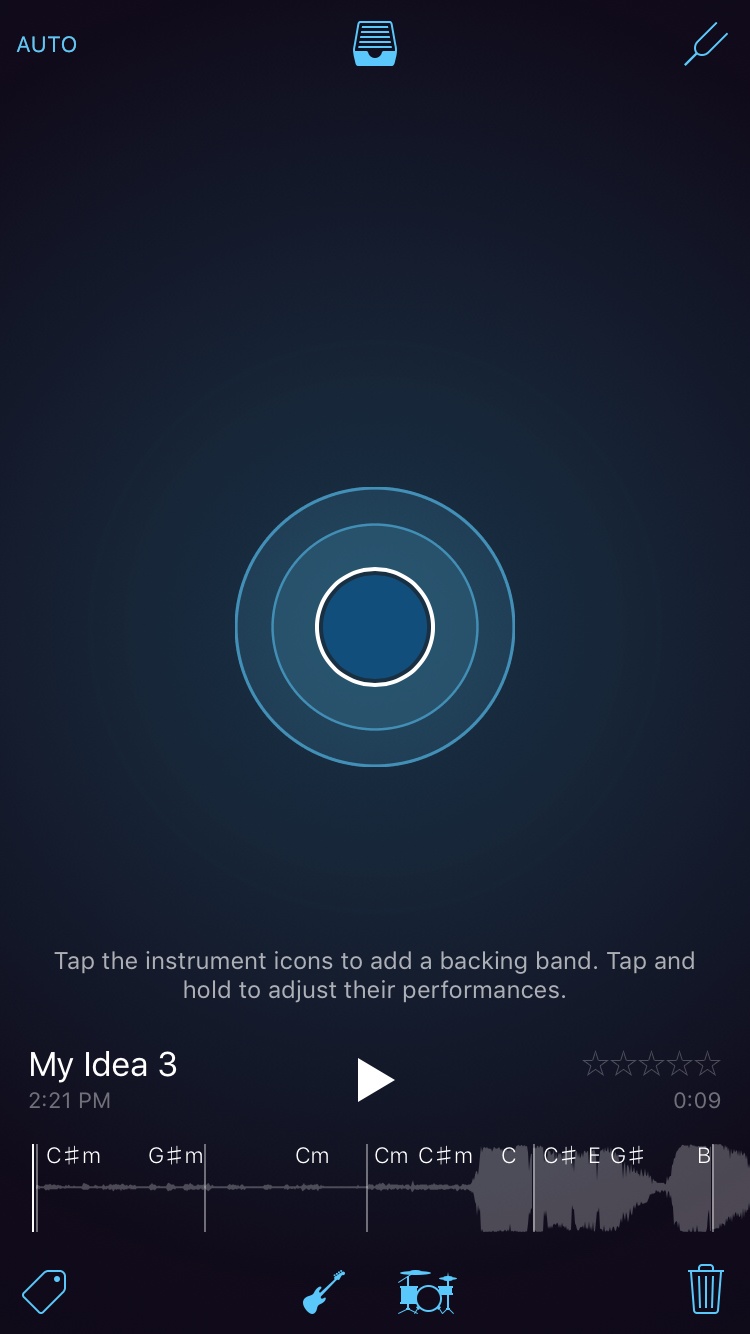 AUTO
Tap the instrument icons to add a backing band. Tap and
hold to adjust their performances.
My Idea 3
2:21 PM
0:09
C♯m G♯m Cm Cm C♯m C C♯ E G♯ B